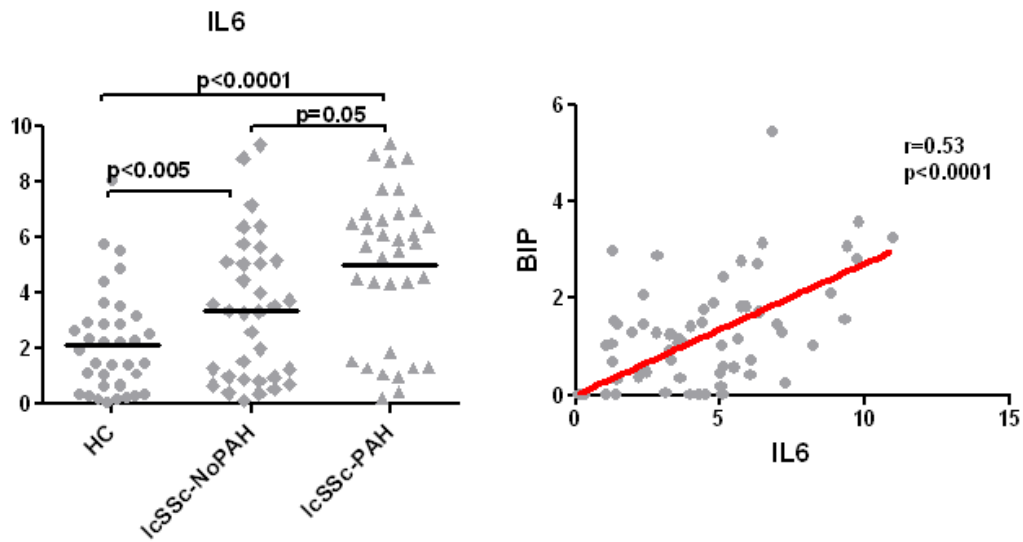 IL6
p<0.0001
p=0.05
p<0.005
10
8
6
4
2
0
HC
lcSSc-NoPAH
lcSSc-PAH
6
4
2
0
BIP
r=0.53
p<0.0001
0
5
10
15
IL6